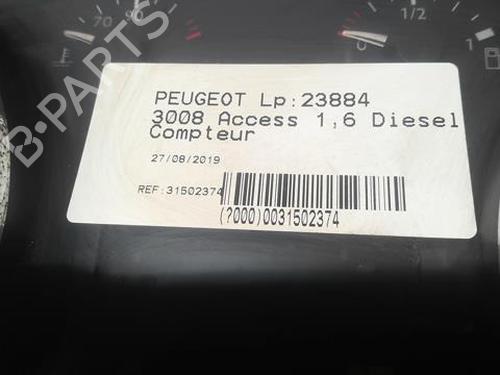 70 90
0 1/2 1
PEUGEOT Lp:23884
3008 Access 1,6 Diesel
Compteur
27/08/2019
REF:31502374
(?000)0031502374